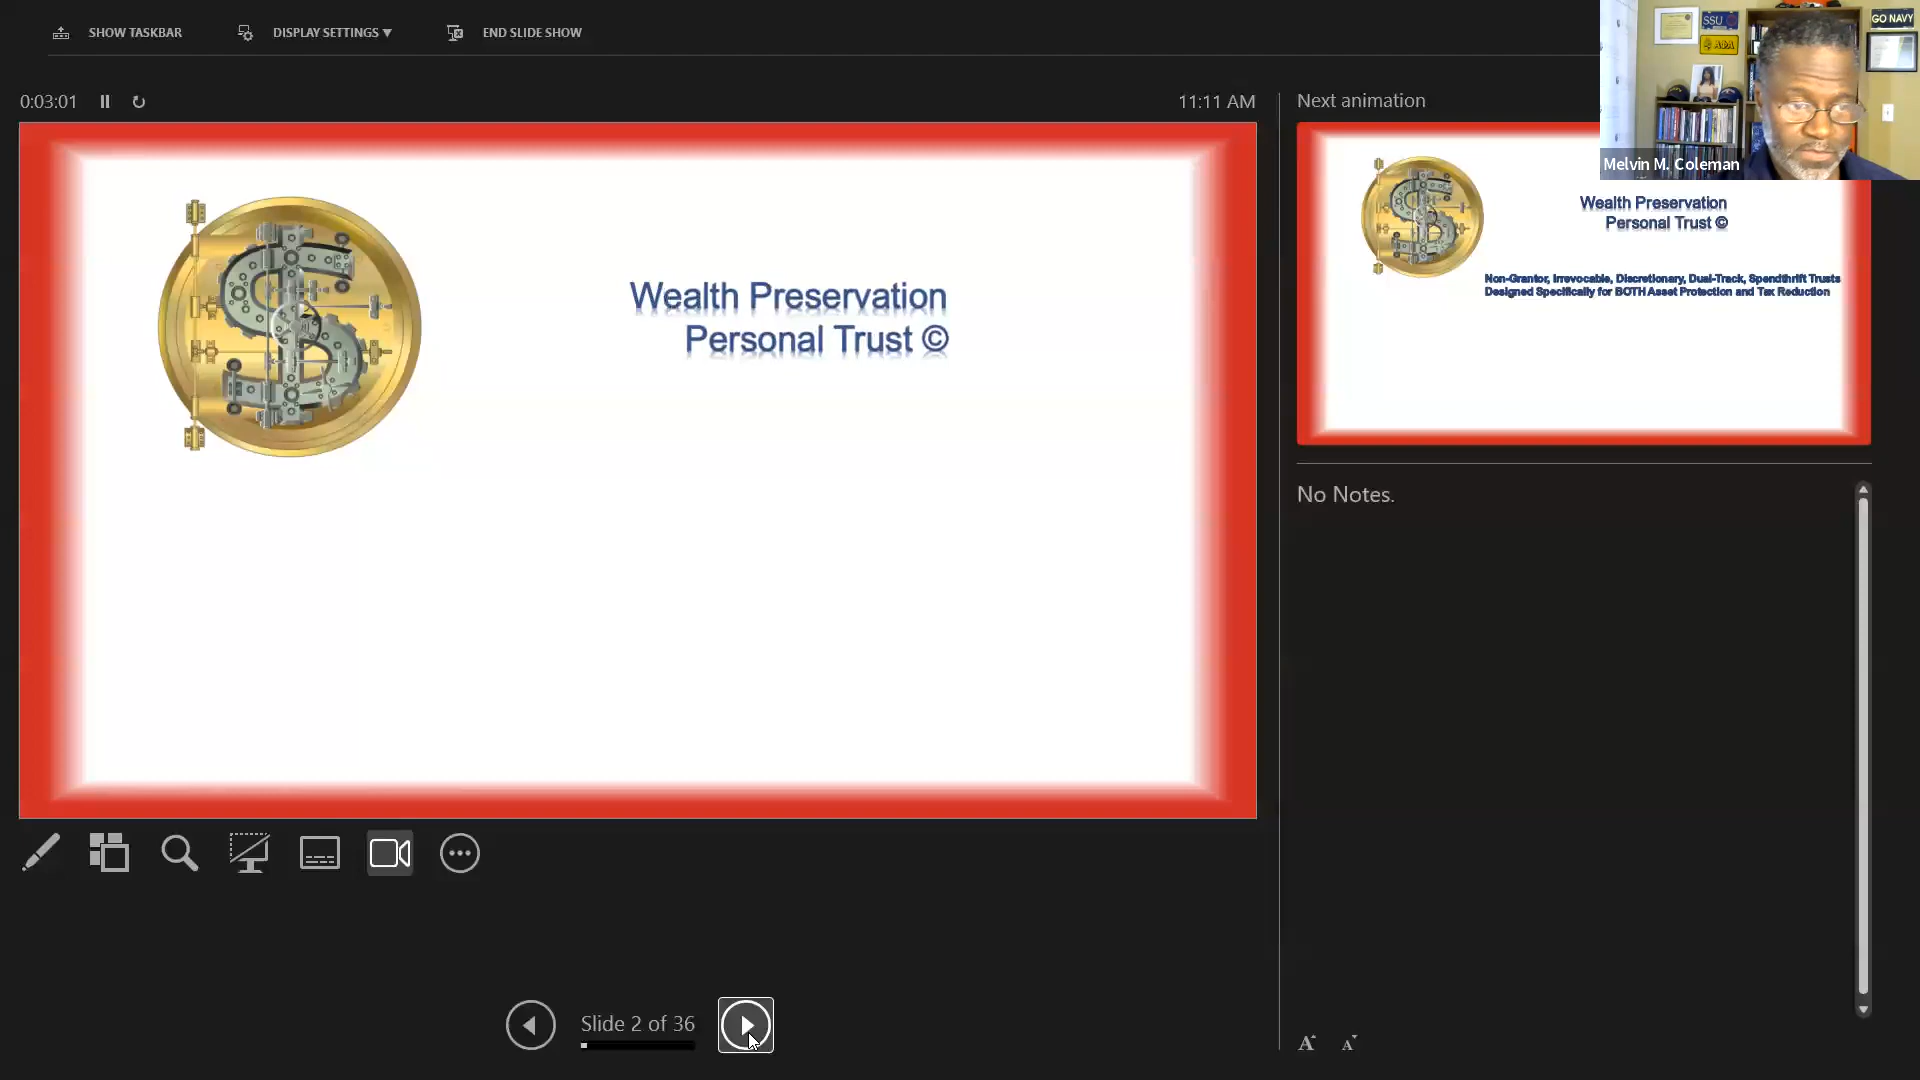 SHOW TASKBAR
DISPLAY SETTINGS ▼
END SLIDE SHOW
SSU
GO NAVY
0:03:01
11:11 AM
Next animation
Melvin M. Coleman
Wealth Preservation
Personal Trust ©
Wealth Preservation
Personal Trust ©
Non-Grantor, Irrevocable, Discretionary, Dual-Track, Spendthrift Trusts
Designed Specifically for BOTH Asset Protection and Tax Reduction
No Notes.
Slide 2 of 36
A A